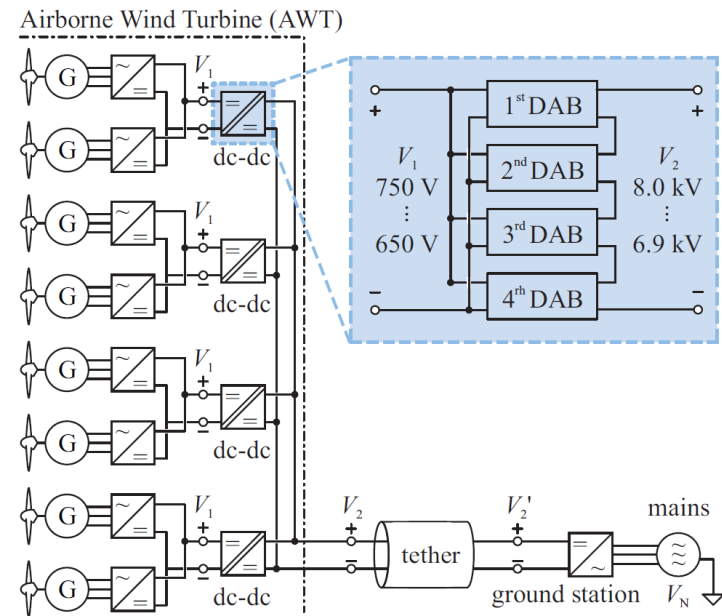 Airborne Wind Turbine (AWT)
G
V1
+
−
dc-dc
G
G
V1
+
−
dc-dc
G
G
V1
+
−
dc-dc
G
G
V1
+
−
dc-dc
G
+
V1
750 V
⋮
650 V
−
1st DAB
2nd DAB
3rd DAB
4rh DAB
+
V2
8.0 kV
⋮
6.9 kV
−
V2
+
−
tether
V2'
+
−
ground station
mains
VN